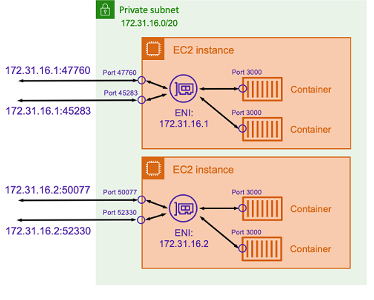 Private subnet
172.31.16.0/20
EC2 instance
172.31.16.1:47760
Port 47760
Port 3000
Container
172.31.16.1:45283
Port 45283
ENI:
172.31.16.1
Port 3000
Container
EC2 instance
172.31.16.2:50077
Port 50077
Port 3000
Container
172.31.16.2:52330
Port 52330
ENI:
172.31.16.2
Port 3000
Container